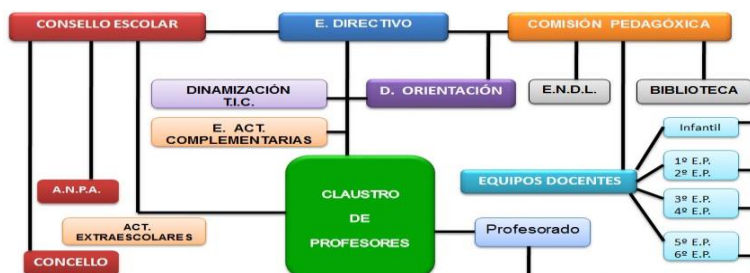 CONSELLO ESCOLAR
E. DIRECTIVO
COMISIÓN PEDAGÓXICA
DINAMIZACIÓN
T.I.C.
D. ORIENTACIÓN
E.N.D.L.
BIBLIOTECA
E. ACT.
COMPLEMENTARIAS
Infantil
1º E.P.
2º E.P.
EQUIPOS DOCENTES
3º E.P.
4º E.P.
5º E.P.
6º E.P.
A.N.P.A.
CLAUSTRO
DE
PROFESORES
ACT.
EXTRAESCOLARES
Profesorado
CONCELLO